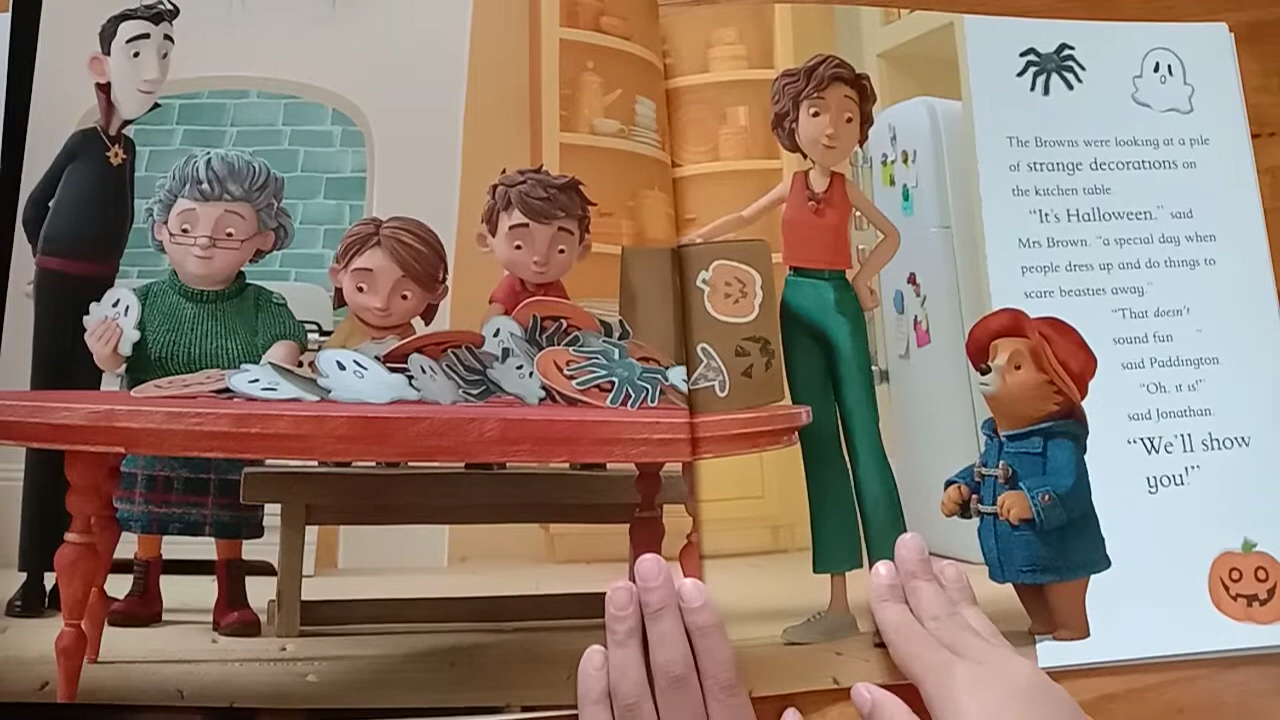 The Browns were looking at a pile
of strange decorations on
the kitchen table.
“It's Halloween,” said
Mrs Brown, “a special day when
people dress up and do things to
scare beasties away.”
“That doesn't
sound fun ”
said Paddington.
“Oh, it is!”
said Jonathan.
“We'll show
you!”